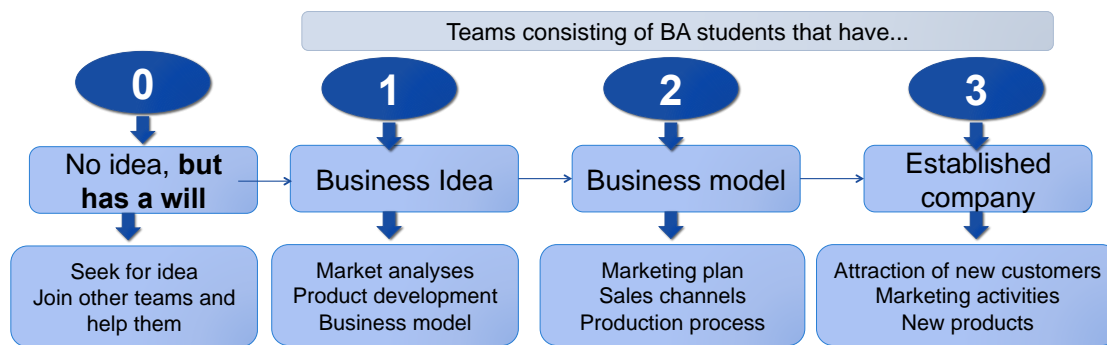 Teams consisting of BA students that have...
0
1
2
3
No idea, but
has a will
Business Idea
Business model
Established
company
Seek for idea
Join other teams and
help them
Market analyses
Product development
Business model
Marketing plan
Sales channels
Production process
Attraction of new customers
Marketing activities
New products